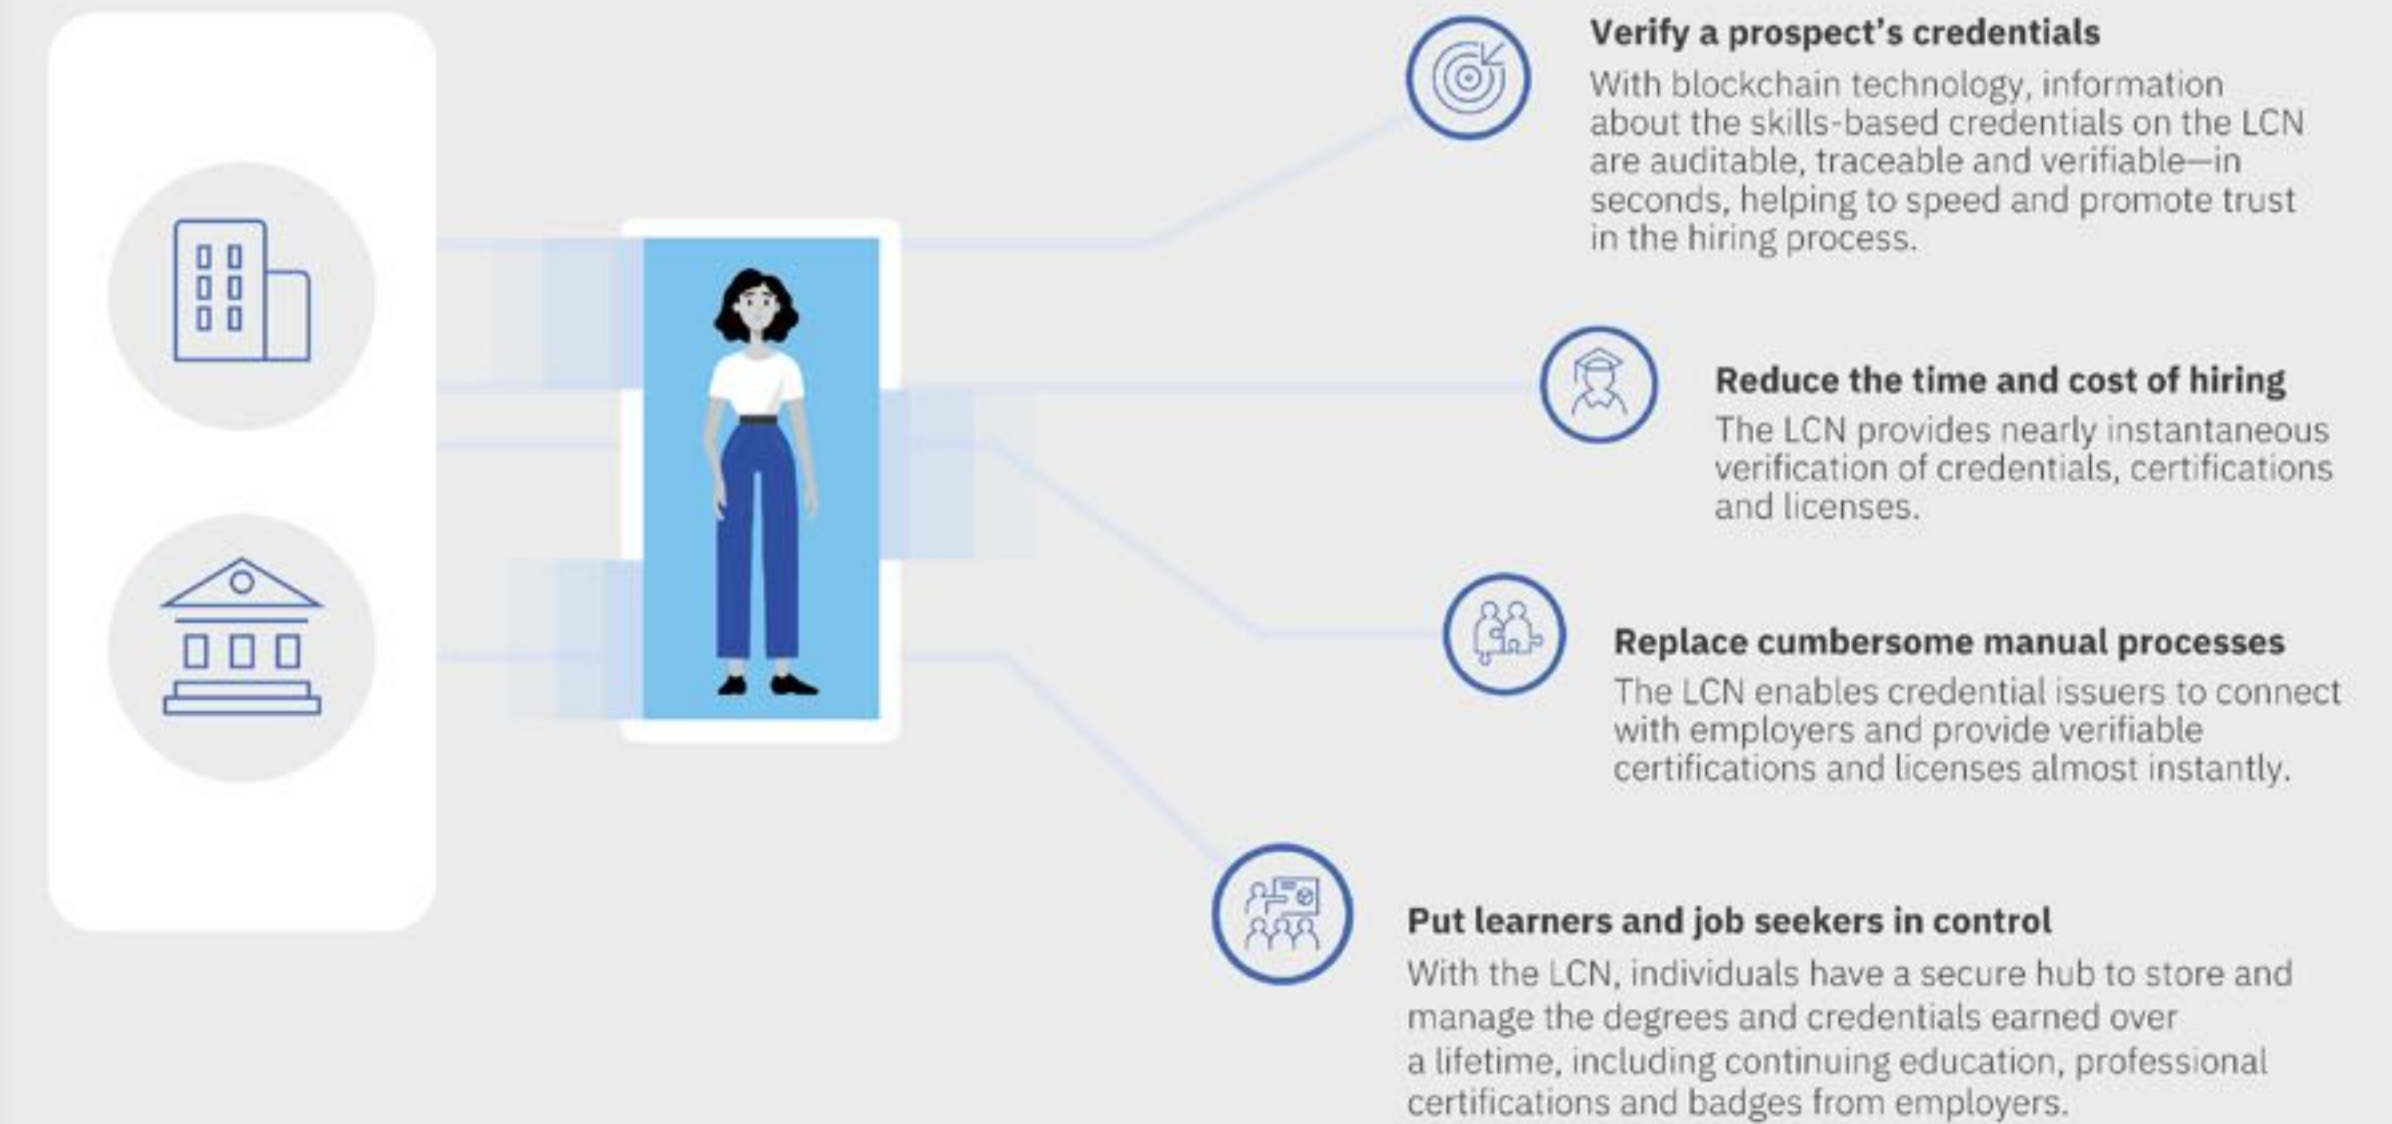 Verify a prospect's credentials
With blockchain technology, information
about the skills-based credentials on the LCN
are auditable, traceable and verifiable—in
seconds, helping to speed and promote trust
in the hiring process.
Reduce the time and cost of hiring
The LCN provides nearly instantaneous
verification of credentials, certifications
and licenses.
Replace cumbersome manual processes
The LCN enables credential issuers to connect
with employers and provide verifiable
certifications and licenses almost instantly.
Put learners and job seekers in control
With the LCN, individuals have a secure hub to store and
manage the degrees and credentials earned over
a lifetime, including continuing education, professional
certifications and badges from employers.